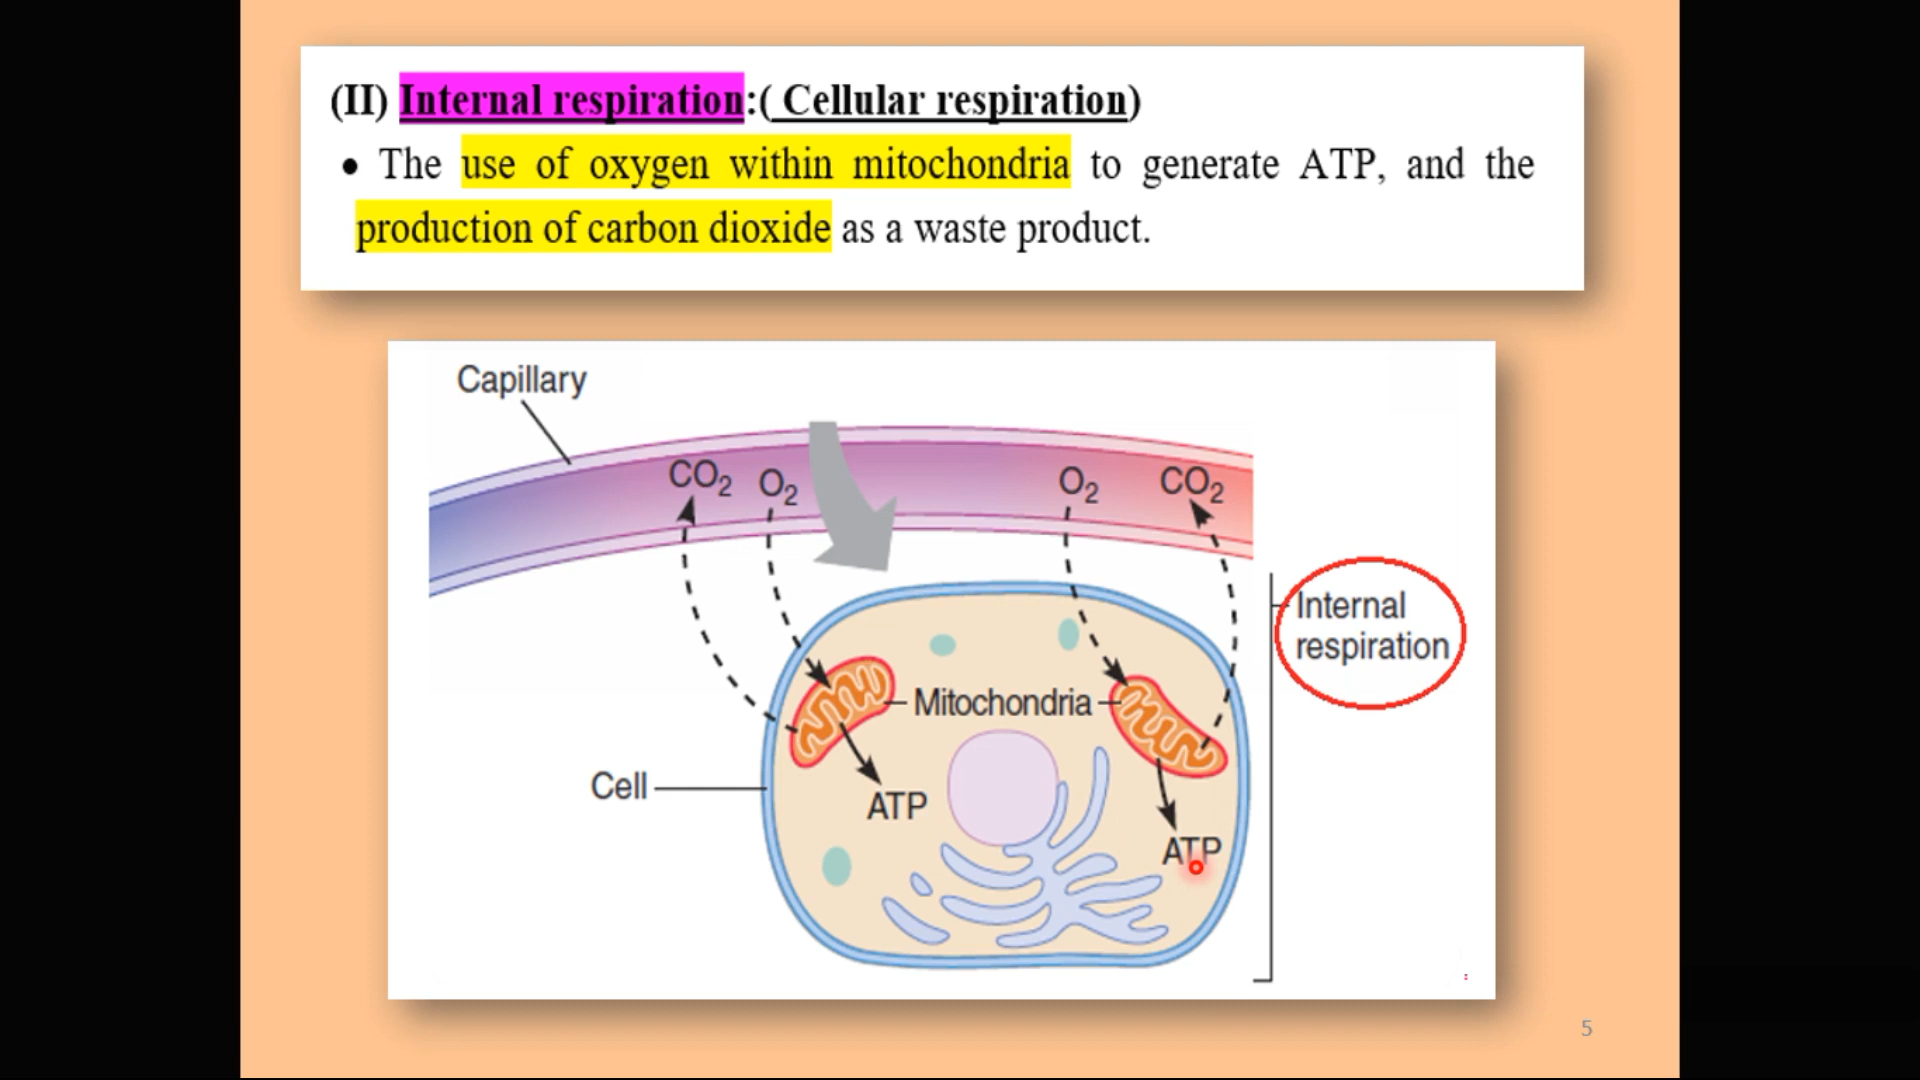 (II) Internal respiration:( Cellular respiration)
• The use of oxygen within mitochondria to generate ATP, and the
production of carbon dioxide as a waste product.
Capillary
CO₂ O₂ O₂ CO₂
Internal
respiration
Mitochondria
Cell
ATP
ATP
5